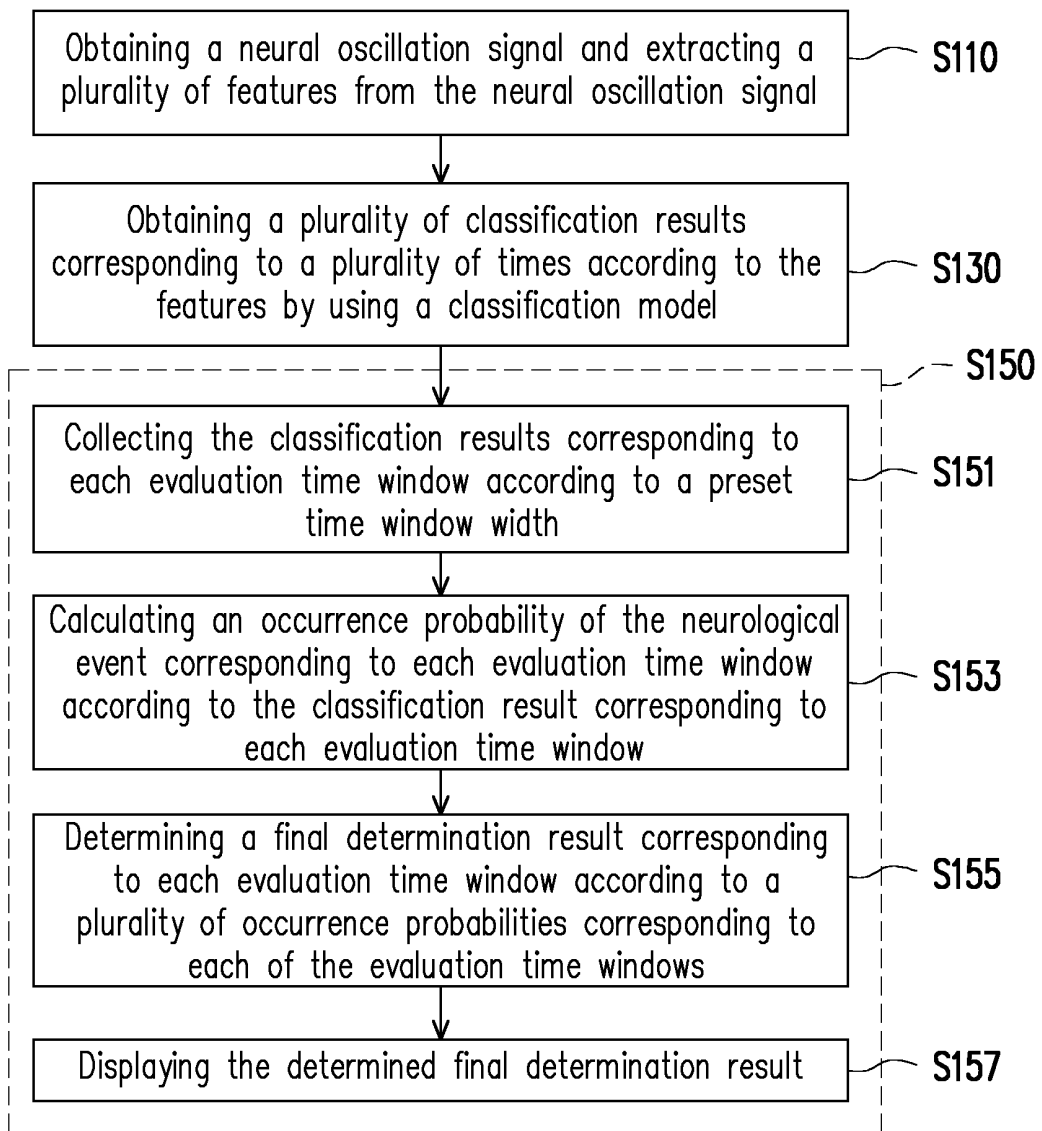 Obtaining a neural oscillation signal and extracting a
plurality of features from the neural oscillation signal
S110
Obtaining a plurality of classification results
corresponding to a plurality of times according to the
features by using a classification model
S130
S150
Collecting the classification results corresponding to
each evaluation time window according to a preset
time window width
S151
Calculating an occurrence probability of the neurological
event corresponding to each evaluation time window
according to the classification result corresponding to
each evaluation time window
S153
Determining a final determination result corresponding
to each evaluation time window according to a
plurality of occurrence probabilities corresponding to
each of the evaluation time windows
S155
Displaying the determined final determination result
S157